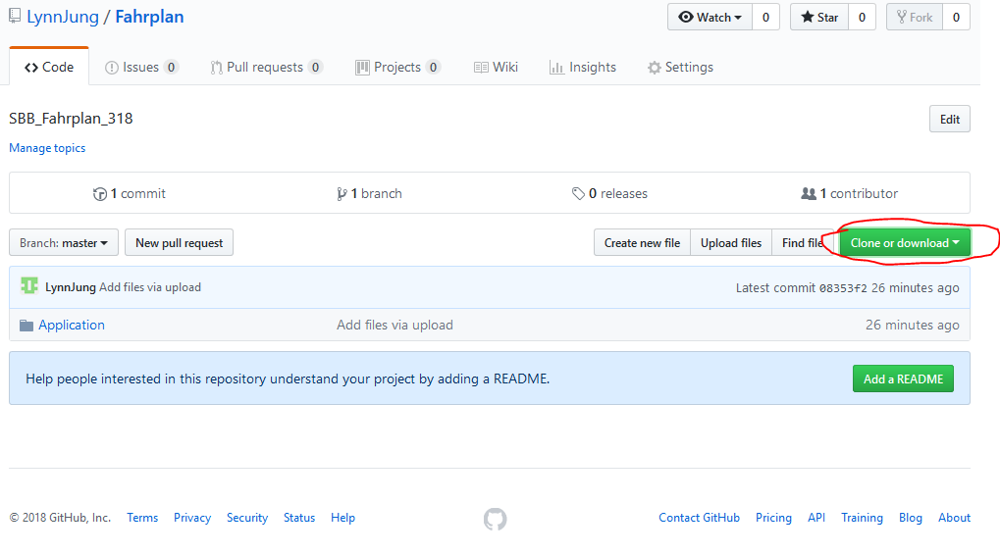 LynnJung / Fahrplan
Watch 0 Star 0 Fork 0
Code Issues 0 Pull requests 0 Projects 0 Wiki Insights Settings
SBB_Fahrplan_318
Edit
Manage topics
1 commit 1 branch 0 releases 1 contributor
Branch: master New pull request Create new file Upload files Find file Clone or download
LynnJung Add files via upload Latest commit 08353f2 26 minutes ago
Application Add files via upload 26 minutes ago
Help people interested in this repository understand your project by adding a README. Add a README
© 2018 GitHub, Inc. Terms Privacy Security Status Help Contact GitHub Pricing API Training Blog About